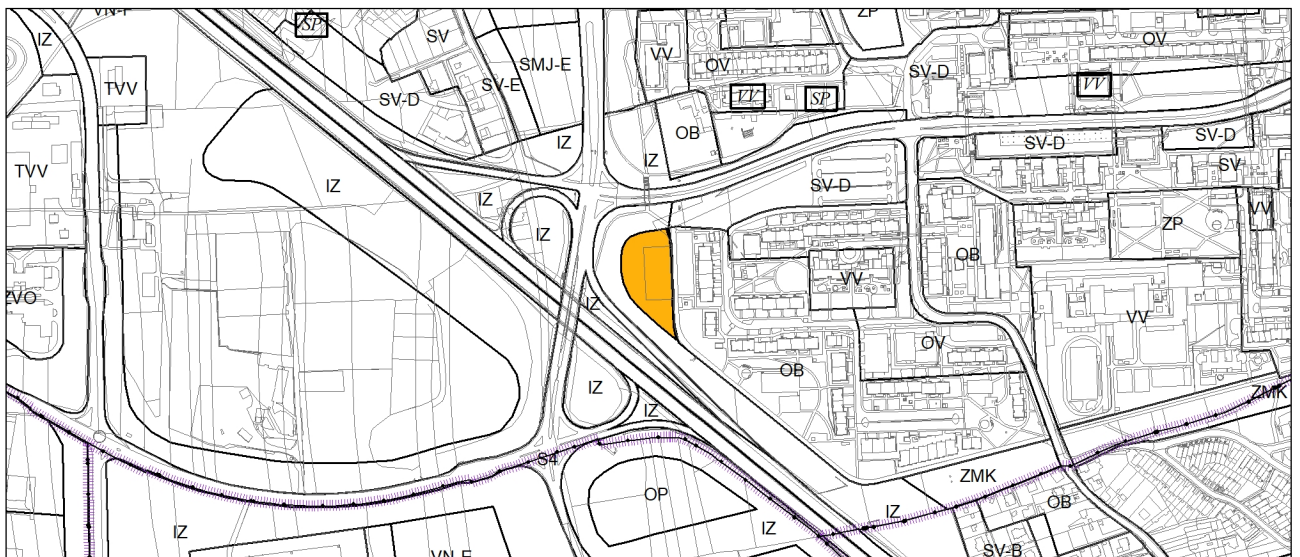 VN-F
SP
ZP
IZ
SV
OV
VV
SMJ-E
OV
SV-E
SV-D
TVV
SV-D
VV
VV
SP
OB
SV-D
SV-D
IZ
IZ
SV
TVV
IZ
SV-D
IZ
VV
ZP
IZ
OB
VV
ZVO
IZ
VV
OV
OB
IZ
IZ
ZMK
S4
ZMK
OP
OB
IZ
IZ
IZ
SV-B